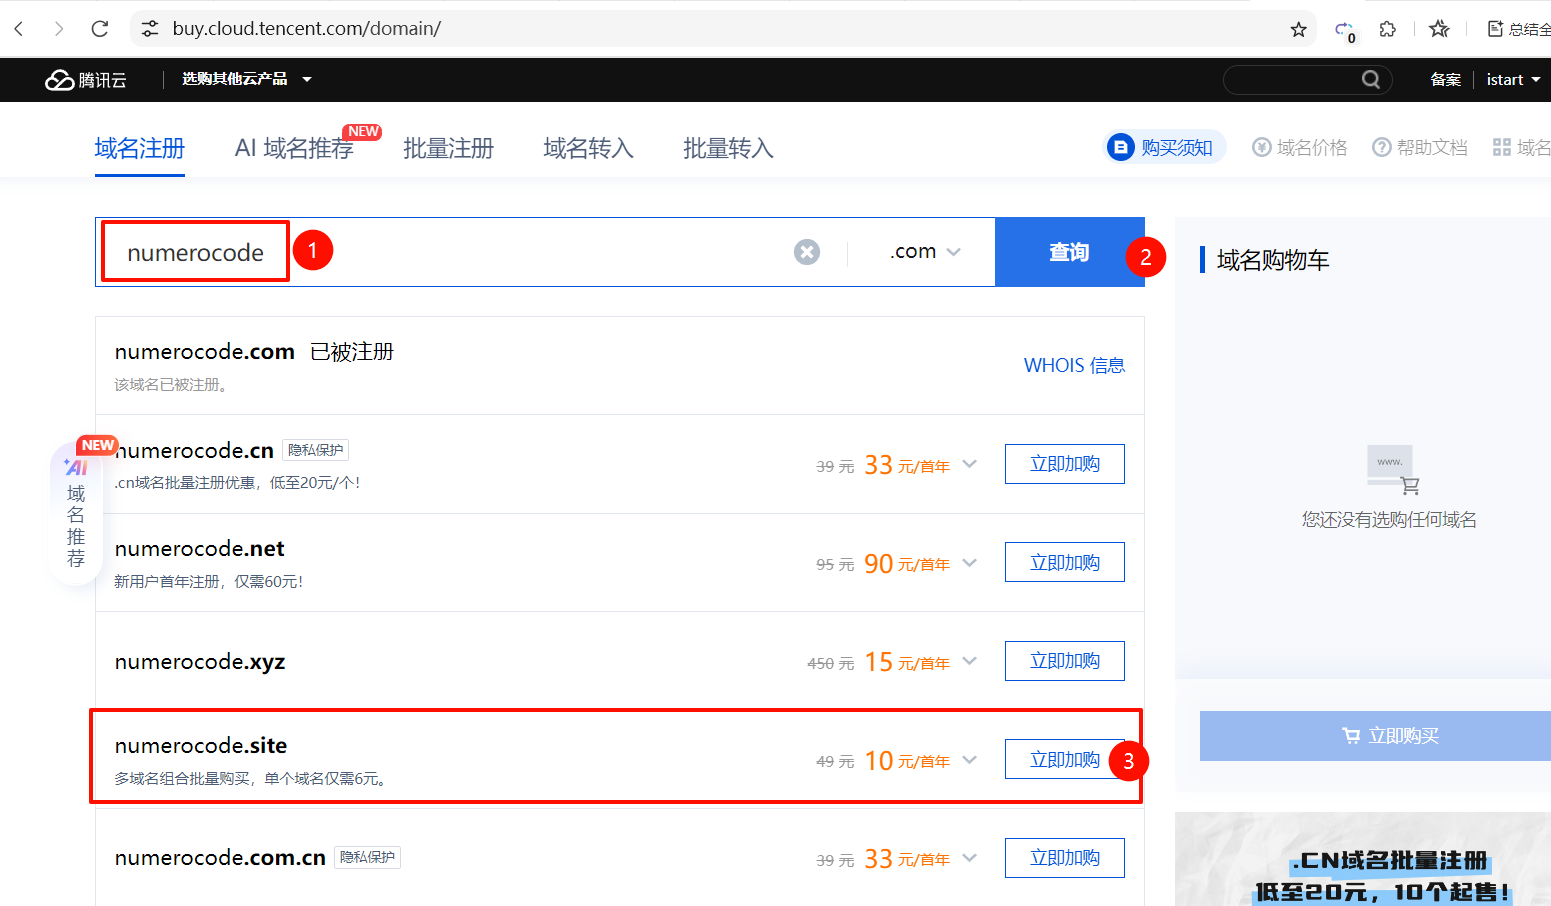 buy.cloud.tencent.com/domain/
0
总结全
腾讯云
选购其他云产品
备案
istart
域名注册
AI 域名推荐
NEW
批量注册
域名转入
批量转入
购买须知
域名价格
帮助文档
域名
numerocode
1
.com
查询
2
域名购物车
numerocode.com 已被注册
该域名已被注册。
WHOIS 信息
NEW
AI
域名推荐
numerocode.cn 隐私保护
.cn域名批量注册优惠，低至20元/个！
39 元 33 元/首年
立即加购
numerocode.net
新用户首年注册，仅需60元！
95 元 90 元/首年
立即加购
www.
您还没有选购任何域名
numerocode.xyz
450 元 15 元/首年
立即加购
numerocode.site
多域名组合批量购买，单个域名仅需6元。
49 元 10 元/首年
立即加购
3
立即购买
numerocode.com.cn 隐私保护
39 元 33 元/首年
立即加购
.CN域名批量注册
低至20元，10个起售！